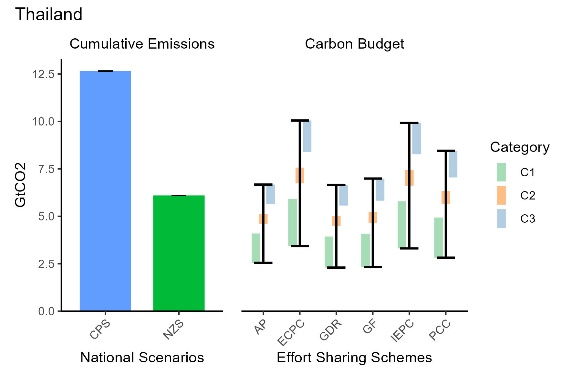 Thailand
Cumulative Emissions
Carbon Budget
GtCO2
12.5
10.0
7.5
5.0
2.5
0.0
CPS
NZS
AP
ECPC
GDR
GF
IEPC
PCC
National Scenarios
Effort Sharing Schemes
Category
C1
C2
C3